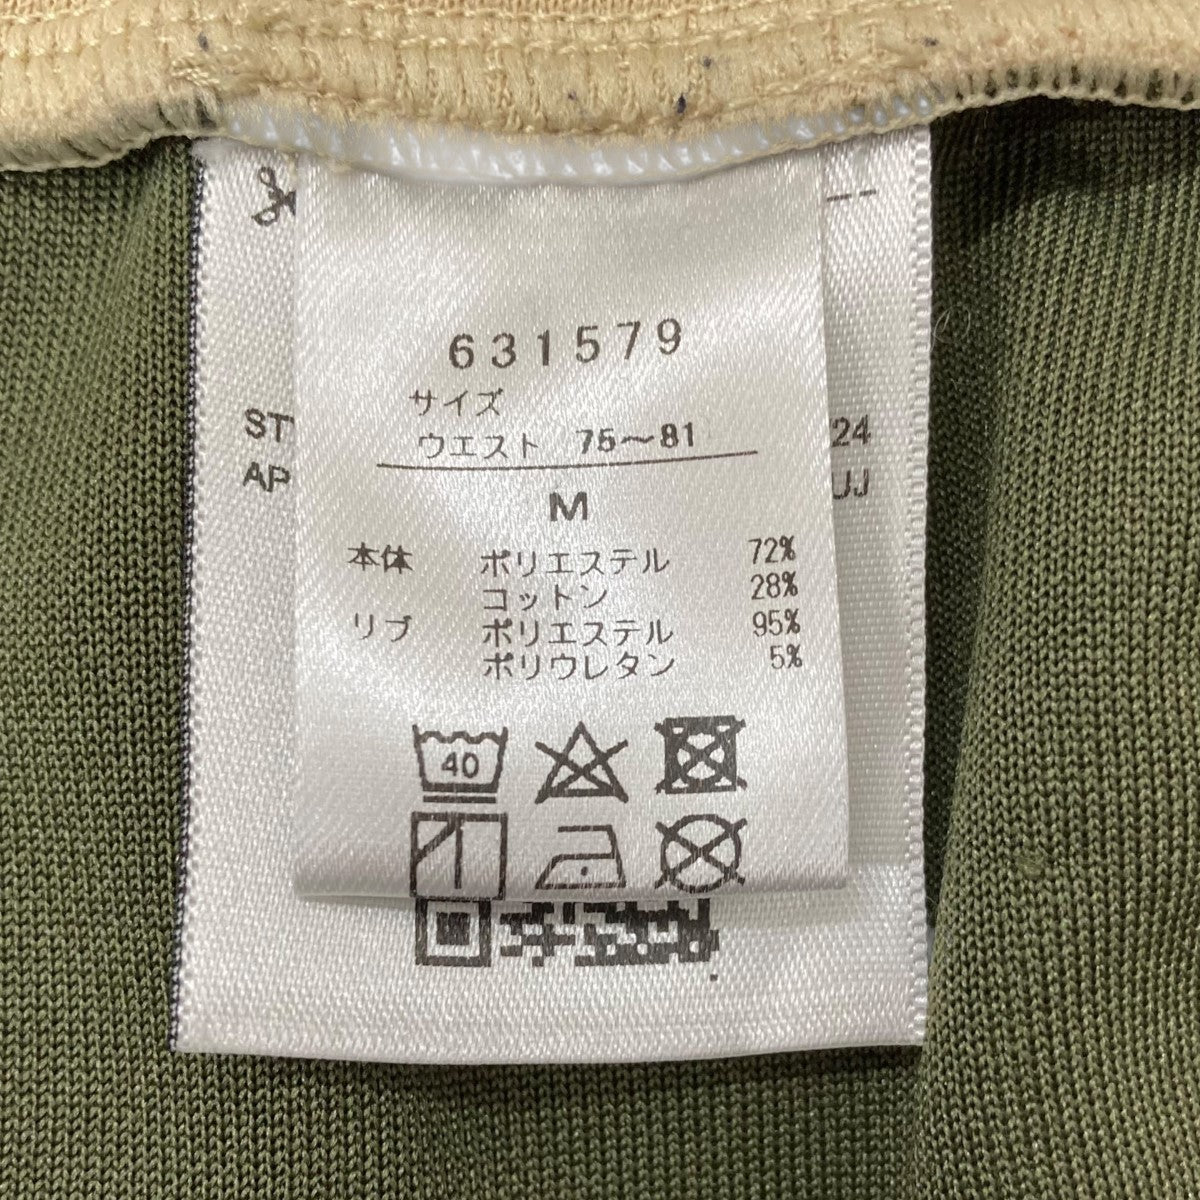 631579
サイズ
ウエスト 75～81
M
本体 ポリエステル 72%
コットン 28%
リブ ポリエステル 95%
ポリウレタン 5%
40
ST
24
AP
JJ